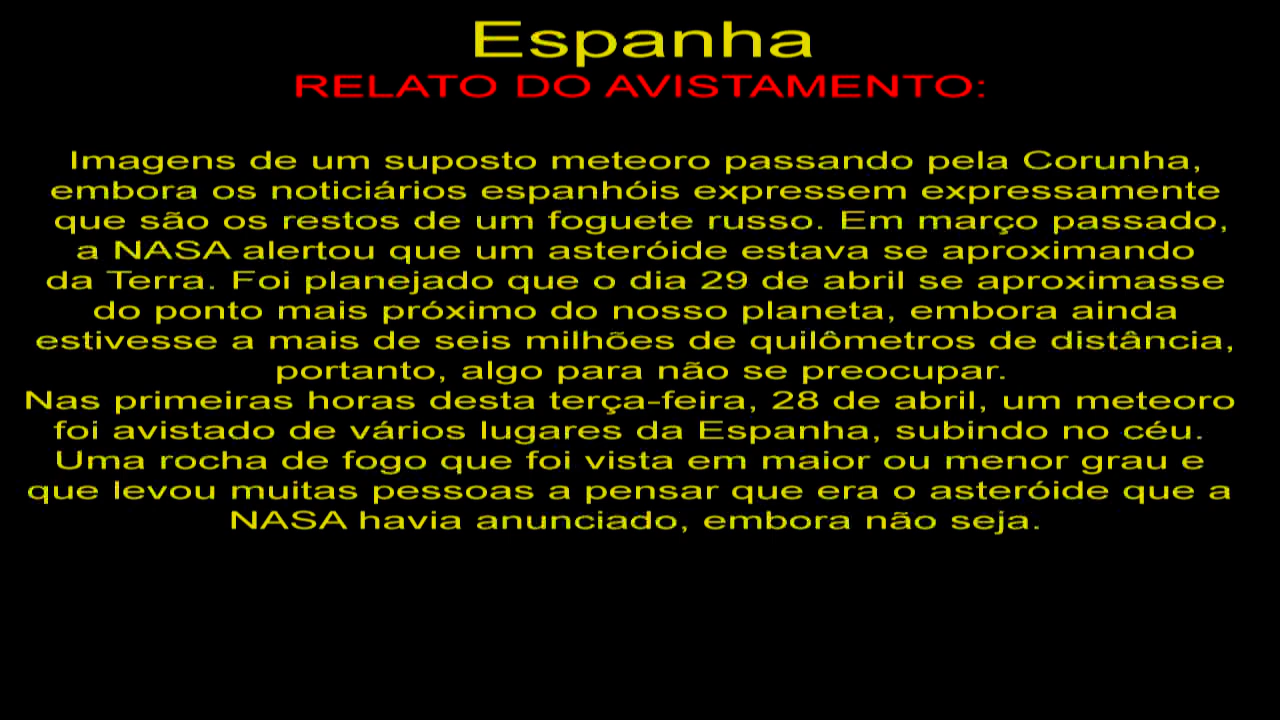 Espanha
RELATO DO AVISTAMENTO:
Imagens de um suposto meteoro passando pela Corunha,
embora os noticiários espanhóis expressem expressamente
que são os restos de um foguete russo. Em março passado,
a NASA alertou que um asteróide estava se aproximando
da Terra. Foi planejado que o dia 29 de abril se aproximasse
do ponto mais próximo do nosso planeta, embora ainda
estivesse a mais de seis milhões de quilômetros de distância,
portanto, algo para não se preocupar.
Nas primeiras horas desta terça-feira, 28 de abril, um meteoro
foi avistado de vários lugares da Espanha, subindo no céu.
Uma rocha de fogo que foi vista em maior ou menor grau e
que levou muitas pessoas a pensar que era o asteróide que a
NASA havia anunciado, embora não seja.